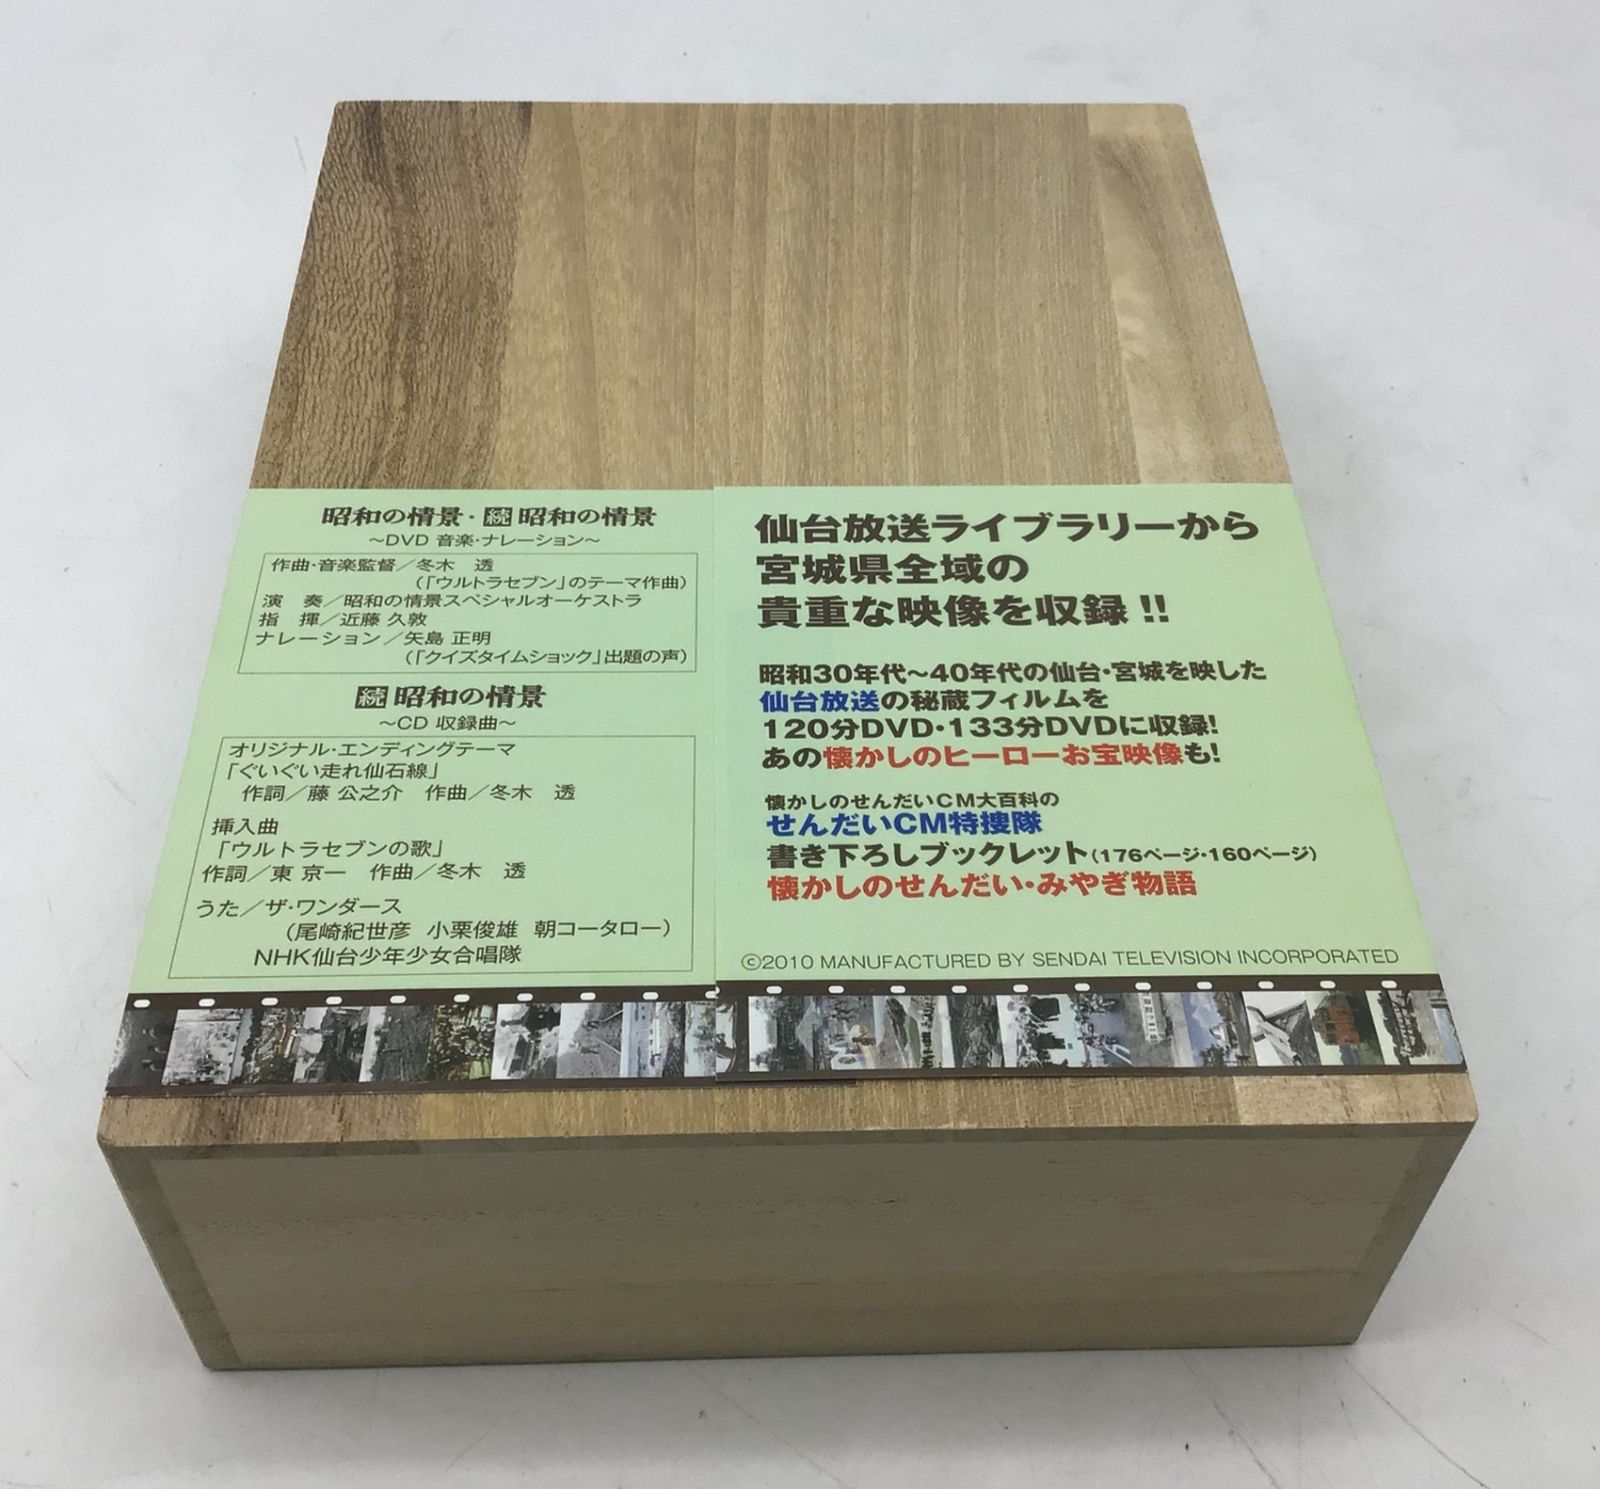 昭和の情景・続 昭和の情景
～DVD 音楽・ナレーション～
作曲・音楽監督／冬木　透
（「ウルトラセブン」のテーマ作曲）
演　奏／昭和の情景スペシャルオーケストラ
指　揮／近藤 久敦
ナレーション／矢島 正明
（「クイズタイムショック」出題の声）
続 昭和の情景
～CD 収録曲～
オリジナル・エンディングテーマ
「ぐいぐい走れ仙石線」
作詞／藤 公之介　作曲／冬木　透
挿入曲
「ウルトラセブンの歌」
作詞／東 京一　作曲／冬木　透
うた／ザ・ワンダース
（尾崎紀世彦　小栗俊雄　朝コータロー）
NHK仙台少年少女合唱隊
仙台放送ライブラリーから
宮城県全域の
貴重な映像を収録!!
昭和30年代～40年代の仙台・宮城を映した
仙台放送の秘蔵フィルムを
120分DVD・133分DVDに収録!
あの懐かしのヒーローお宝映像も!
懐かしのせんだいCM大百科の
せんだいCM特捜隊
書き下ろしブックレット（176ページ・160ページ）
懐かしのせんだい・みやぎ物語
©2010 MANUFACTURED BY SENDAI TELEVISION INCORPORATED